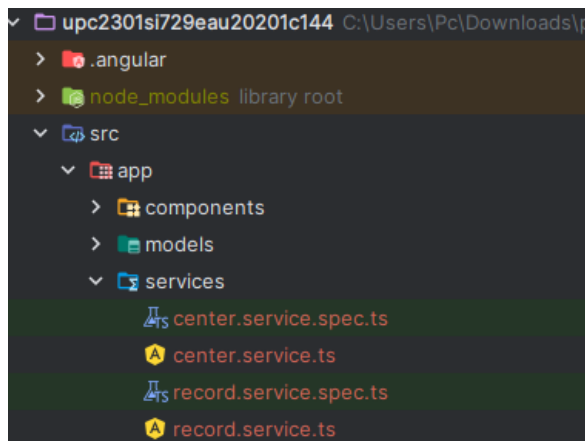 upc2301si729eau20201c144 C:\Users\Pc\Downloads\p
.angular
node_modules library root
src
app
components
models
services
center.service.spec.ts
center.service.ts
record.service.spec.ts
record.service.ts